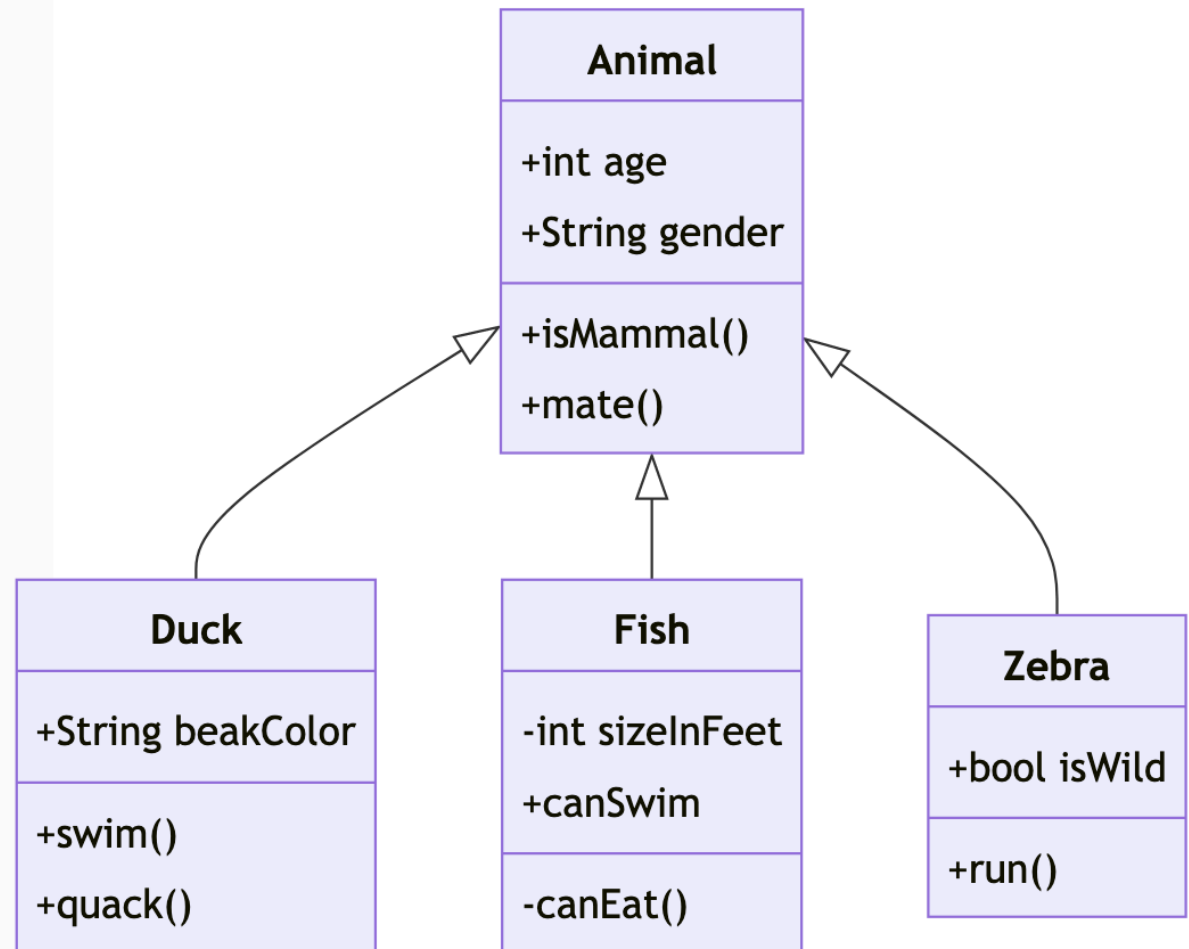 Animal
+int age
+String gender
+isMammal()
+mate()
Duck
+String beakColor
+swim()
+quack()
Fish
-int sizeInFeet
+canSwim
-canEat()
Zebra
+bool isWild
+run()